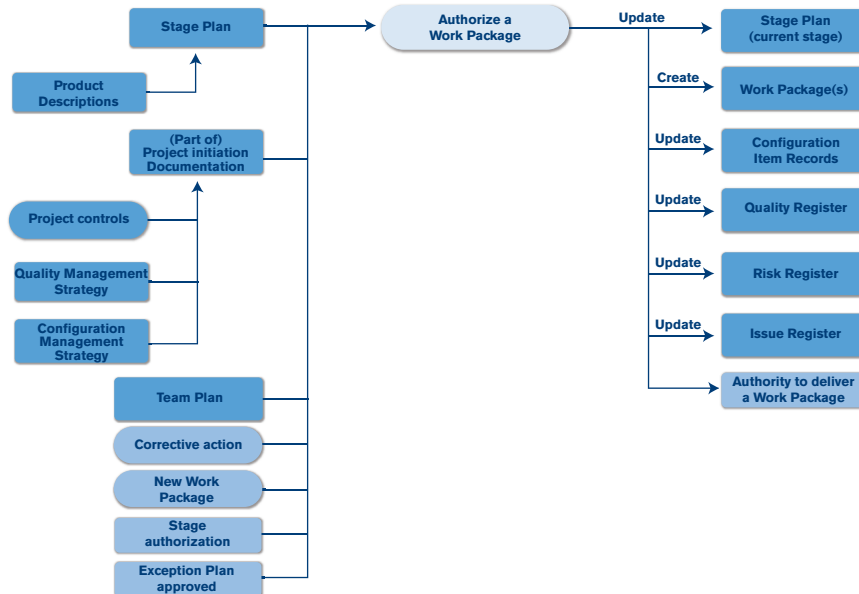 Stage Plan
Product
Descriptions
(Part of)
Project initiation
Documentation
Project controls
Quality Management
Strategy
Configuration
Management
Strategy
Team Plan
Corrective action
New Work
Package
Stage
authorization
Exception Plan
approved
Authorize a
Work Package
Update
Stage Plan
(current stage)
Create
Work Package(s)
Update
Configuration
Item Records
Update
Quality Register
Update
Risk Register
Update
Issue Register
Authority to deliver
a Work Package